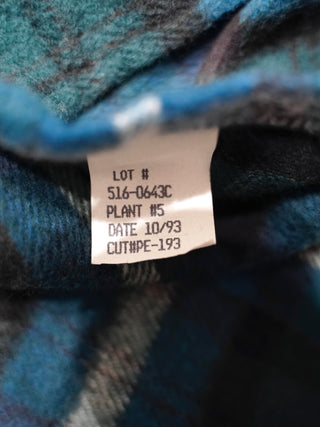 LOT #
516-0643C
PLANT #5
DATE 10/93
CUT#PE-193